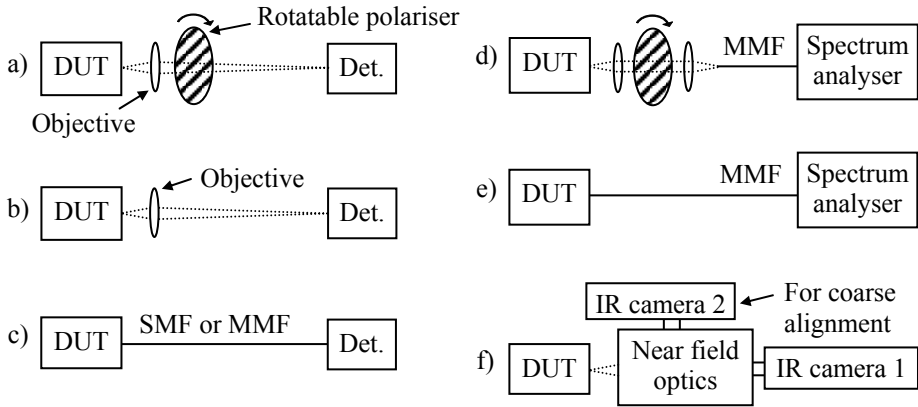 Rotatable polariser
a)
DUT
Det.
Objective
b)
Objective
DUT
Det.
c)
DUT
SMF or MMF
Det.
d)
DUT
MMF
Spectrum
analyser
e)
DUT
MMF
Spectrum
analyser
IR camera 2
For coarse
alignment
f)
DUT
Near field
optics
IR camera 1